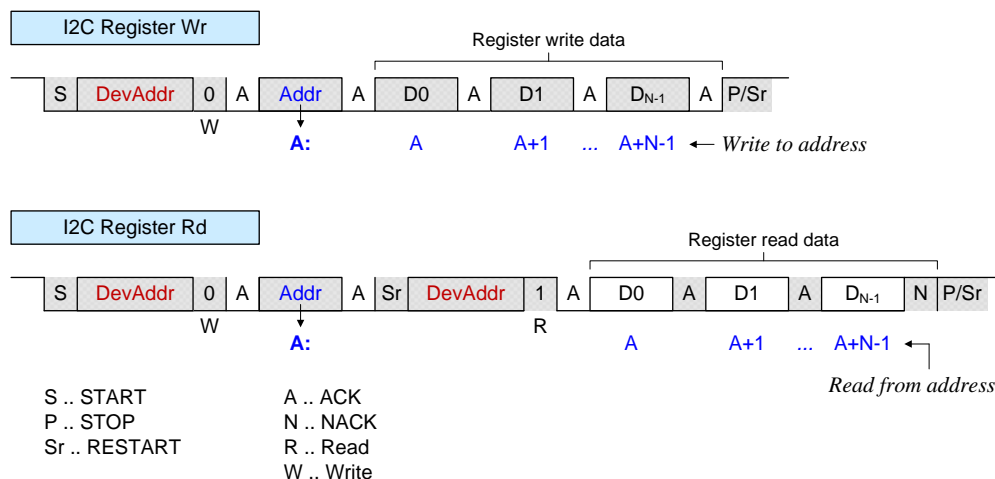 I2C Register Wr
Register write data
S DevAddr 0 A Addr A D0 A D1 A DN-1 A P/Sr
W
A: A A+1 ... A+N-1 Write to address
I2C Register Rd
Register read data
S DevAddr 0 A Addr A Sr DevAddr 1 A D0 A D1 A DN-1 N P/Sr
W R
A: A A+1 ... A+N-1
Read from address
S .. START A .. ACK
P .. STOP N .. NACK
Sr .. RESTART R .. Read
W .. Write